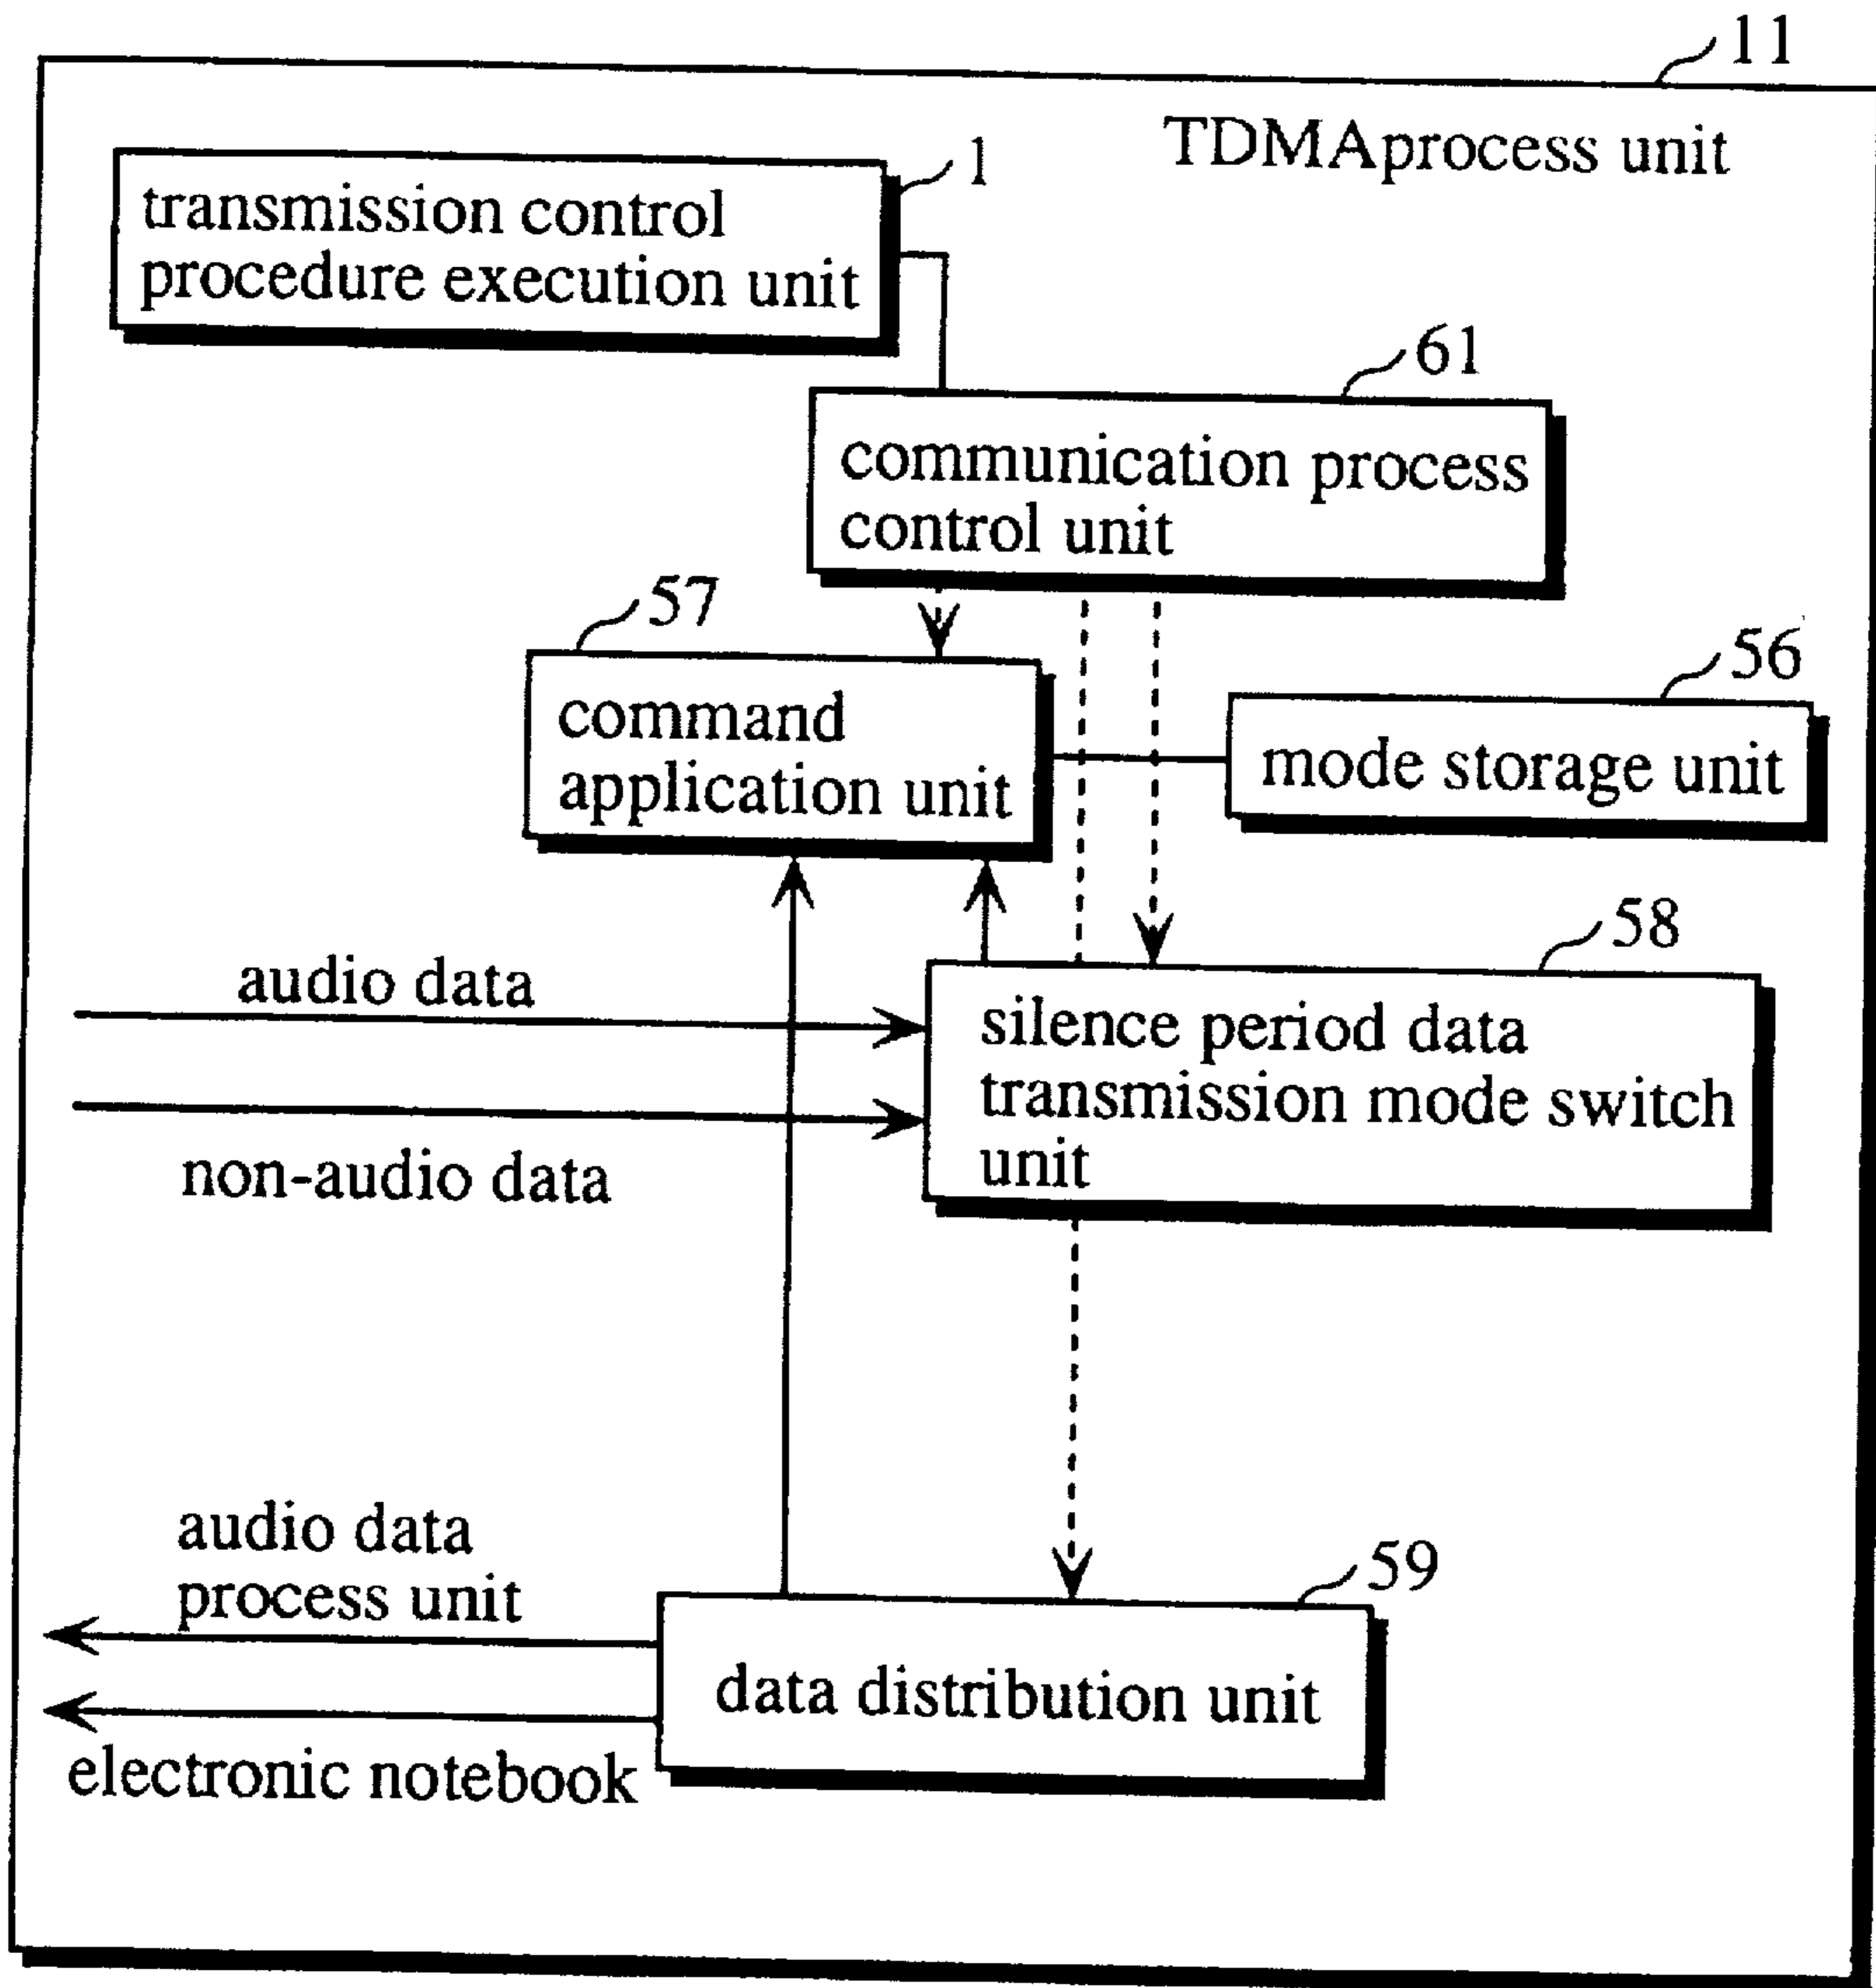 11
TDMAprocess unit
1
transmission control
procedure execution unit
61
communication process
control unit
57
command
application unit
56
mode storage unit
58
audio data
silence period data
transmission mode switch
unit
non-audio data
audio data
process unit
59
data distribution unit
electronic notebook